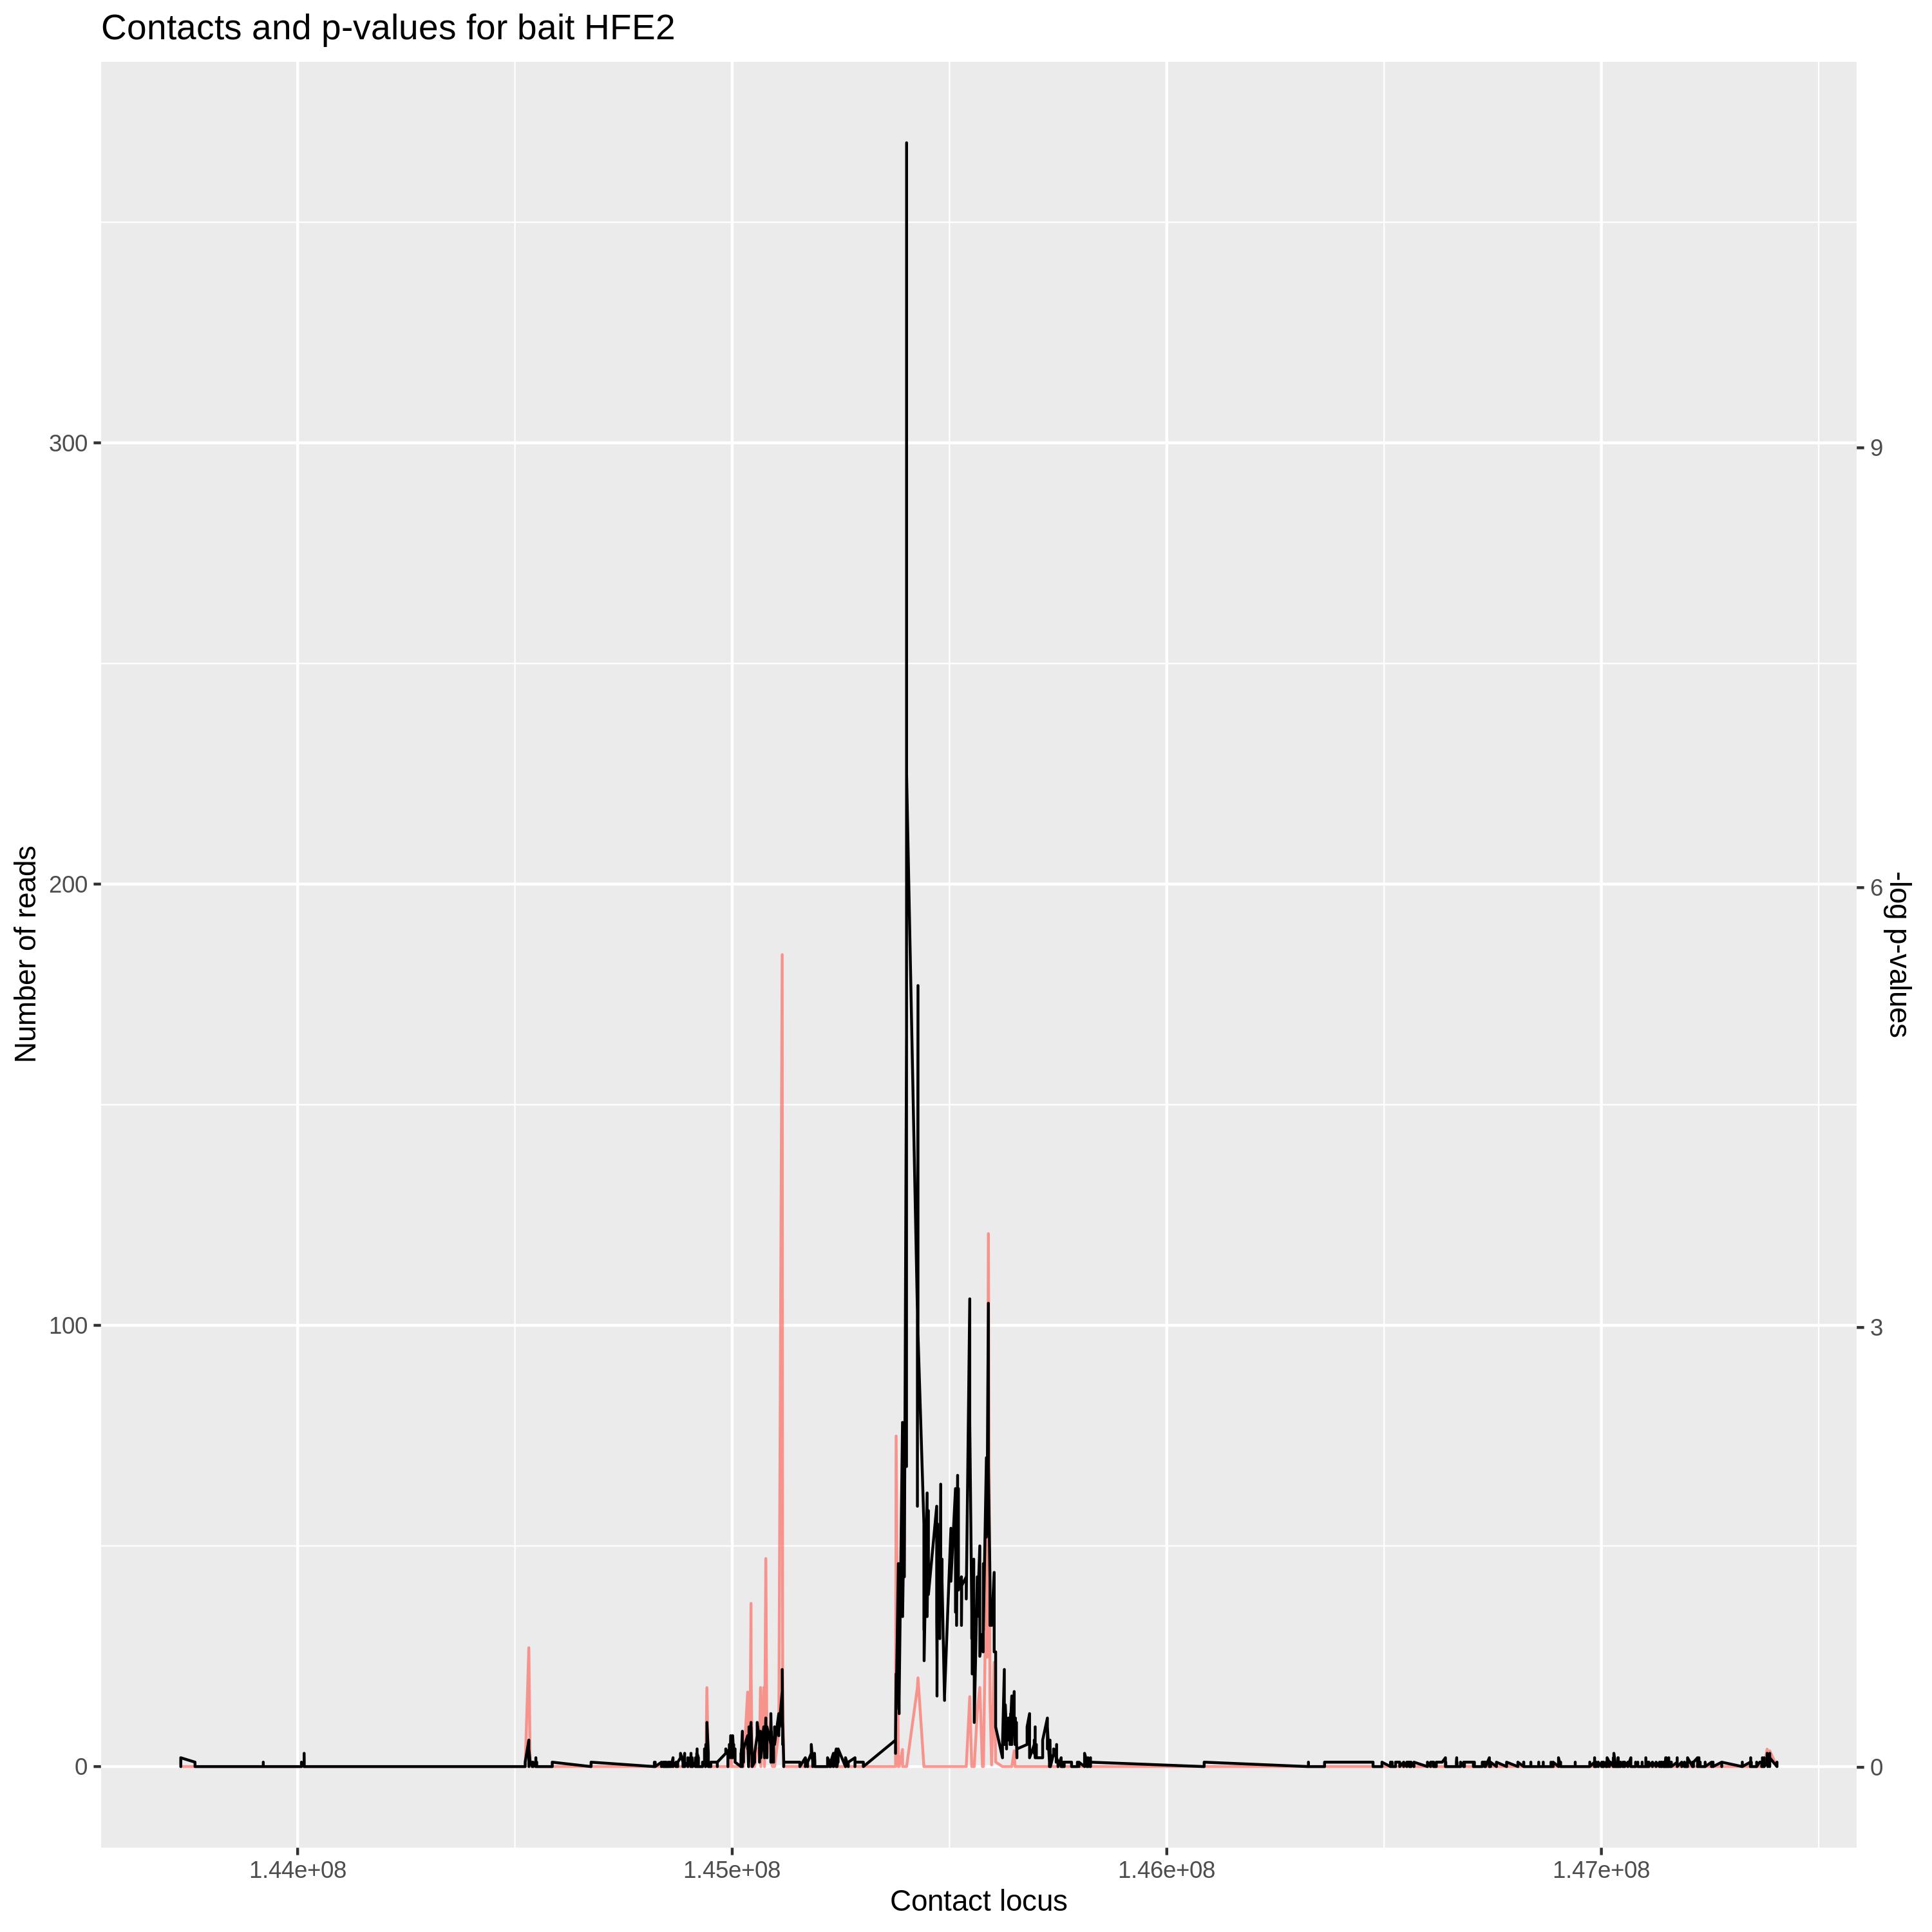 Contacts and p-values for bait HFE2
Number of reads
300
200
100
0
9
6
3
0
-log p-values
1.44e+08
1.45e+08
1.46e+08
1.47e+08
Contact locus